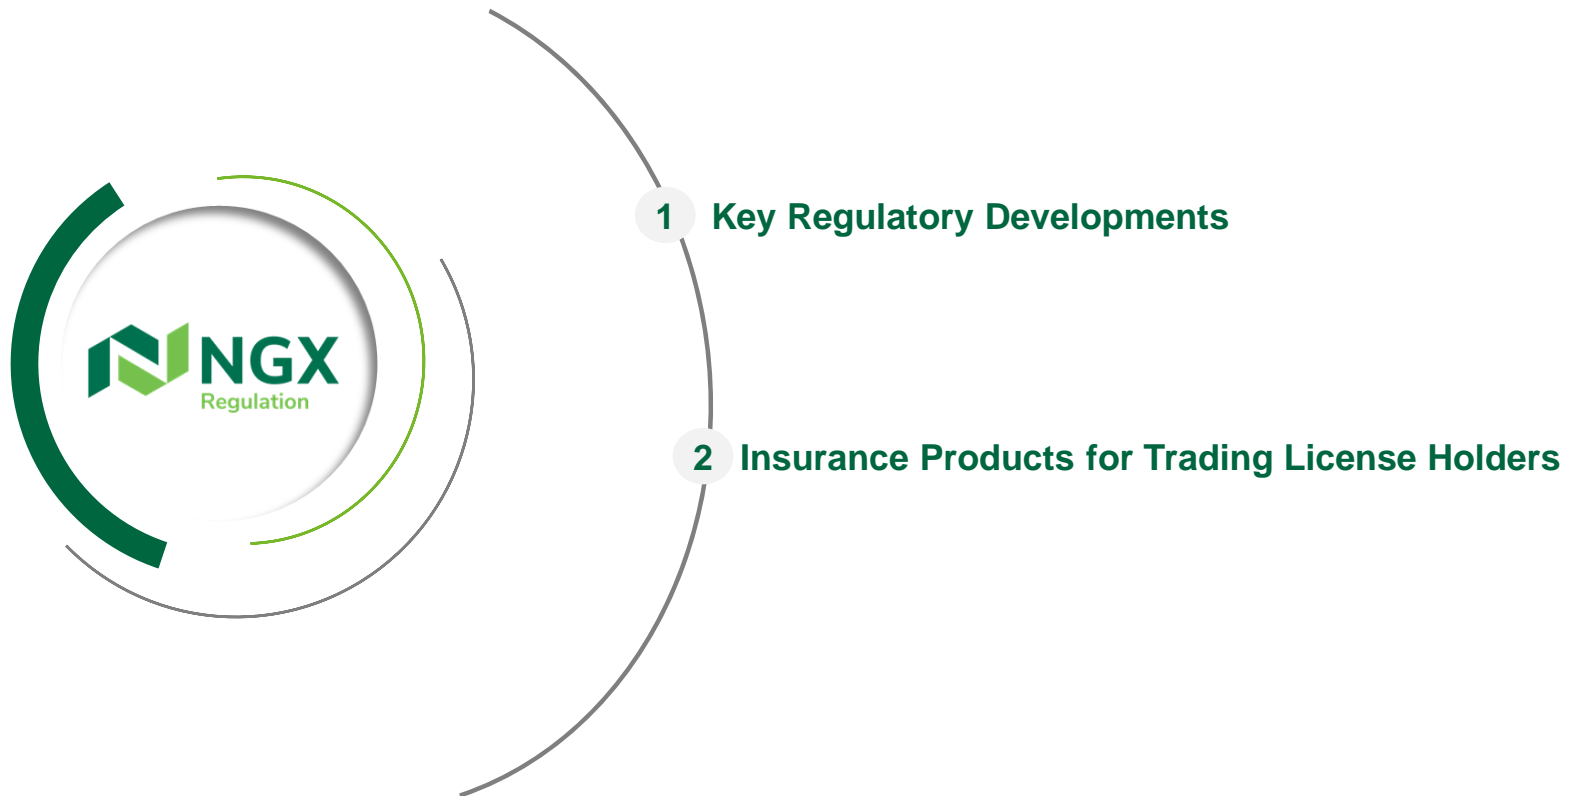 NGX
Regulation
1 Key Regulatory Developments
2 Insurance Products for Trading License Holders